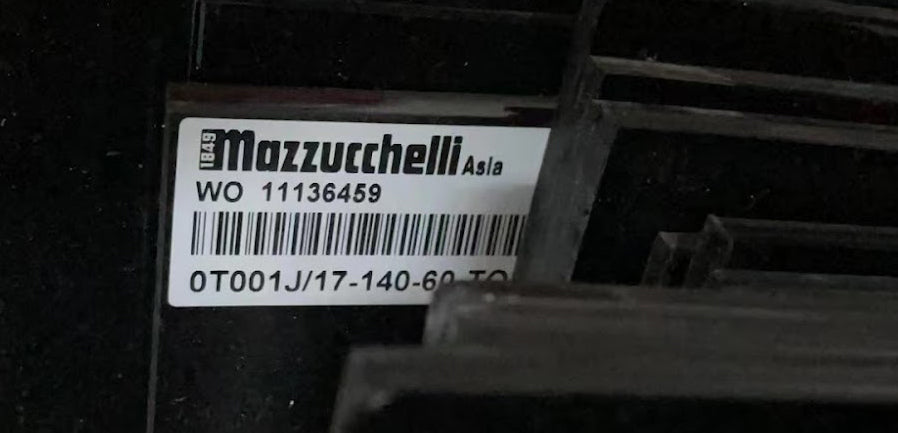 1849 Mazzucchelli Asia
WO 11136459
0T001J/17-140-60